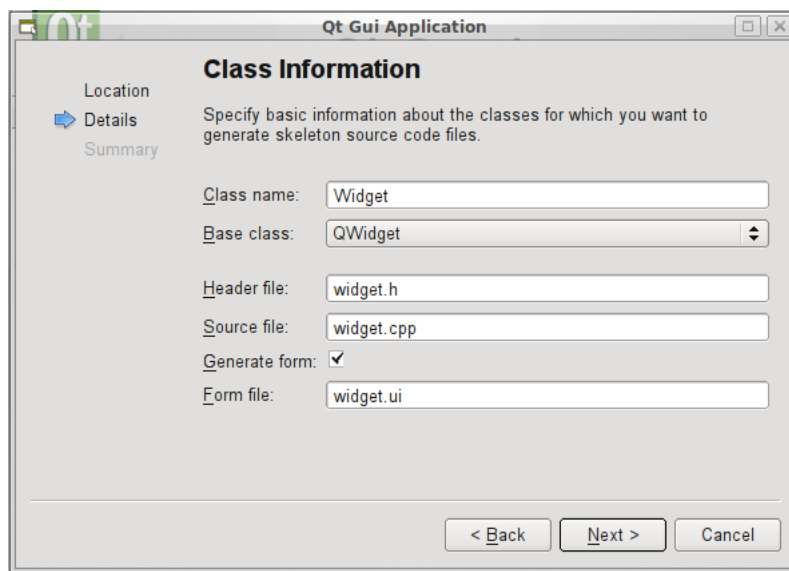 Qt Gui Application
Qt
Location
Details
Summary
Class Information
Specify basic information about the classes for which you want to
generate skeleton source code files.
Class name: Widget
Base class: QWidget
Header file: widget.h
Source file: widget.cpp
Generate form:
Form file: widget.ui
< Back Next > Cancel